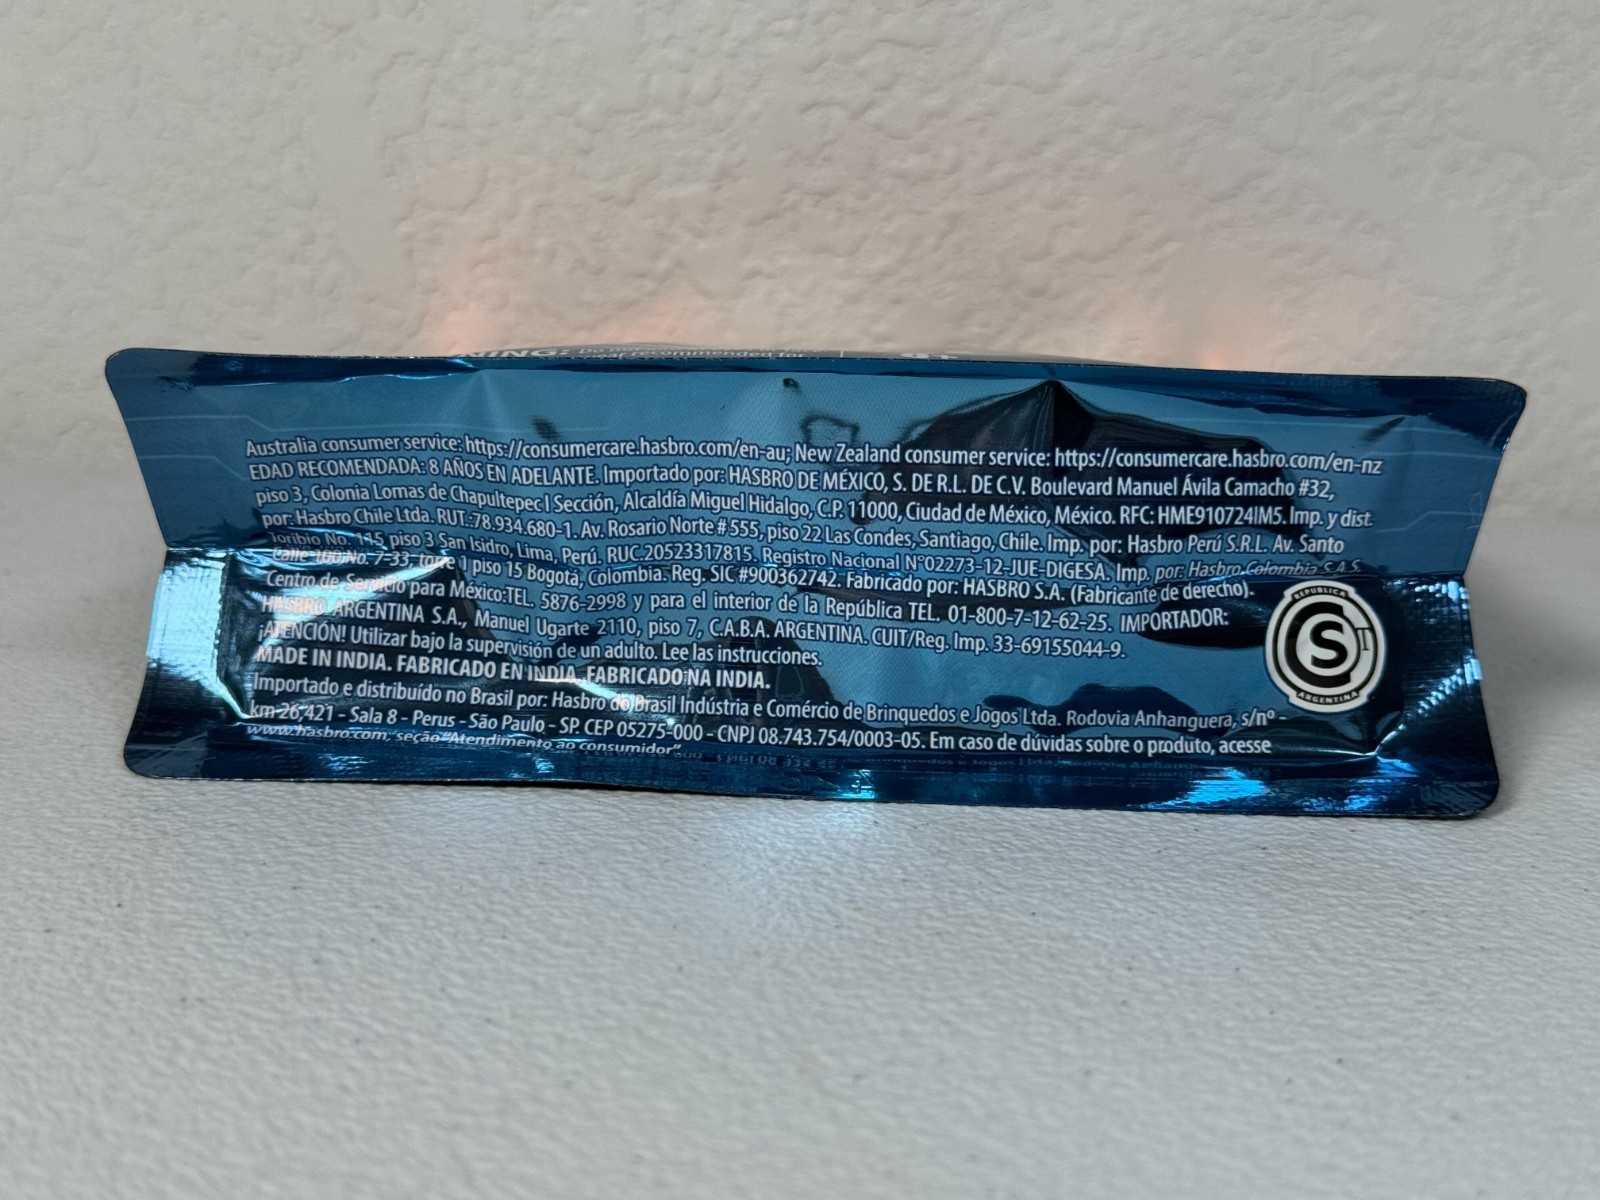 Do not
recommended for
Australia consumer service: https://consumercare.hasbro.com/en-au; New Zealand consumer service: https://consumercare.hasbro.com/en-nz
EDAD RECOMENDADA: 8 AÑOS EN ADELANTE. Importado por: HASBRO DE MÉXICO, S. DE R.L. DE C.V. Boulevard Manuel Ávila Camacho #32,
piso 3, Colonia Lomas de Chapultepec I Sección, Alcaldía Miguel Hidalgo, C.P. 11000, Ciudad de México, México. RFC: HME910724IM5. Imp. y dist.
por: Hasbro Chile Ltda. RUT.:78.934.680-1. Av. Rosario Norte # 555, piso 22 Las Condes, Santiago, Chile. Imp. por: Hasbro Perú S.R.L. Av. Santo
Toribio No. 115, piso 3 San Isidro, Lima, Perú. RUC.20523317815. Registro Nacional N°02273-12-JUE-DIGESA. Imp. por: Hasbro Colombia S.A.S.
Calle 100 No. 7-33, torre 1 piso 15 Bogotá, Colombia. Reg. SIC #900362742. Fabricado por: HASBRO S.A. (Fabricante de derecho).
Centro de Servicio para México:TEL. 5876-2998 y para el interior de la República TEL. 01-800-7-12-62-25. IMPORTADOR:
HASBRO ARGENTINA S.A., Manuel Ugarte 2110, piso 7, C.A.B.A. ARGENTINA. CUIT/Reg. Imp. 33-69155044-9.
¡ATENCIÓN! Utilizar bajo la supervisión de un adulto. Lee las instrucciones.
MADE IN INDIA. FABRICADO EN INDIA. FABRICADO NA INDIA.
Importado e distribuído no Brasil por: Hasbro do Brasil Indústria e Comércio de Brinquedos e Jogos Ltda. Rodovia Anhanguera, s/nº -
km 26,421 - Sala 8 - Perus - São Paulo - SP. CEP 05275-000 - CNPJ 08.743.754/0003-05. Em caso de dúvidas sobre o produto, acesse
www.hasbro.com, seção "Atendimento ao consumidor"
REPUBLICA
S
ARGENTINA